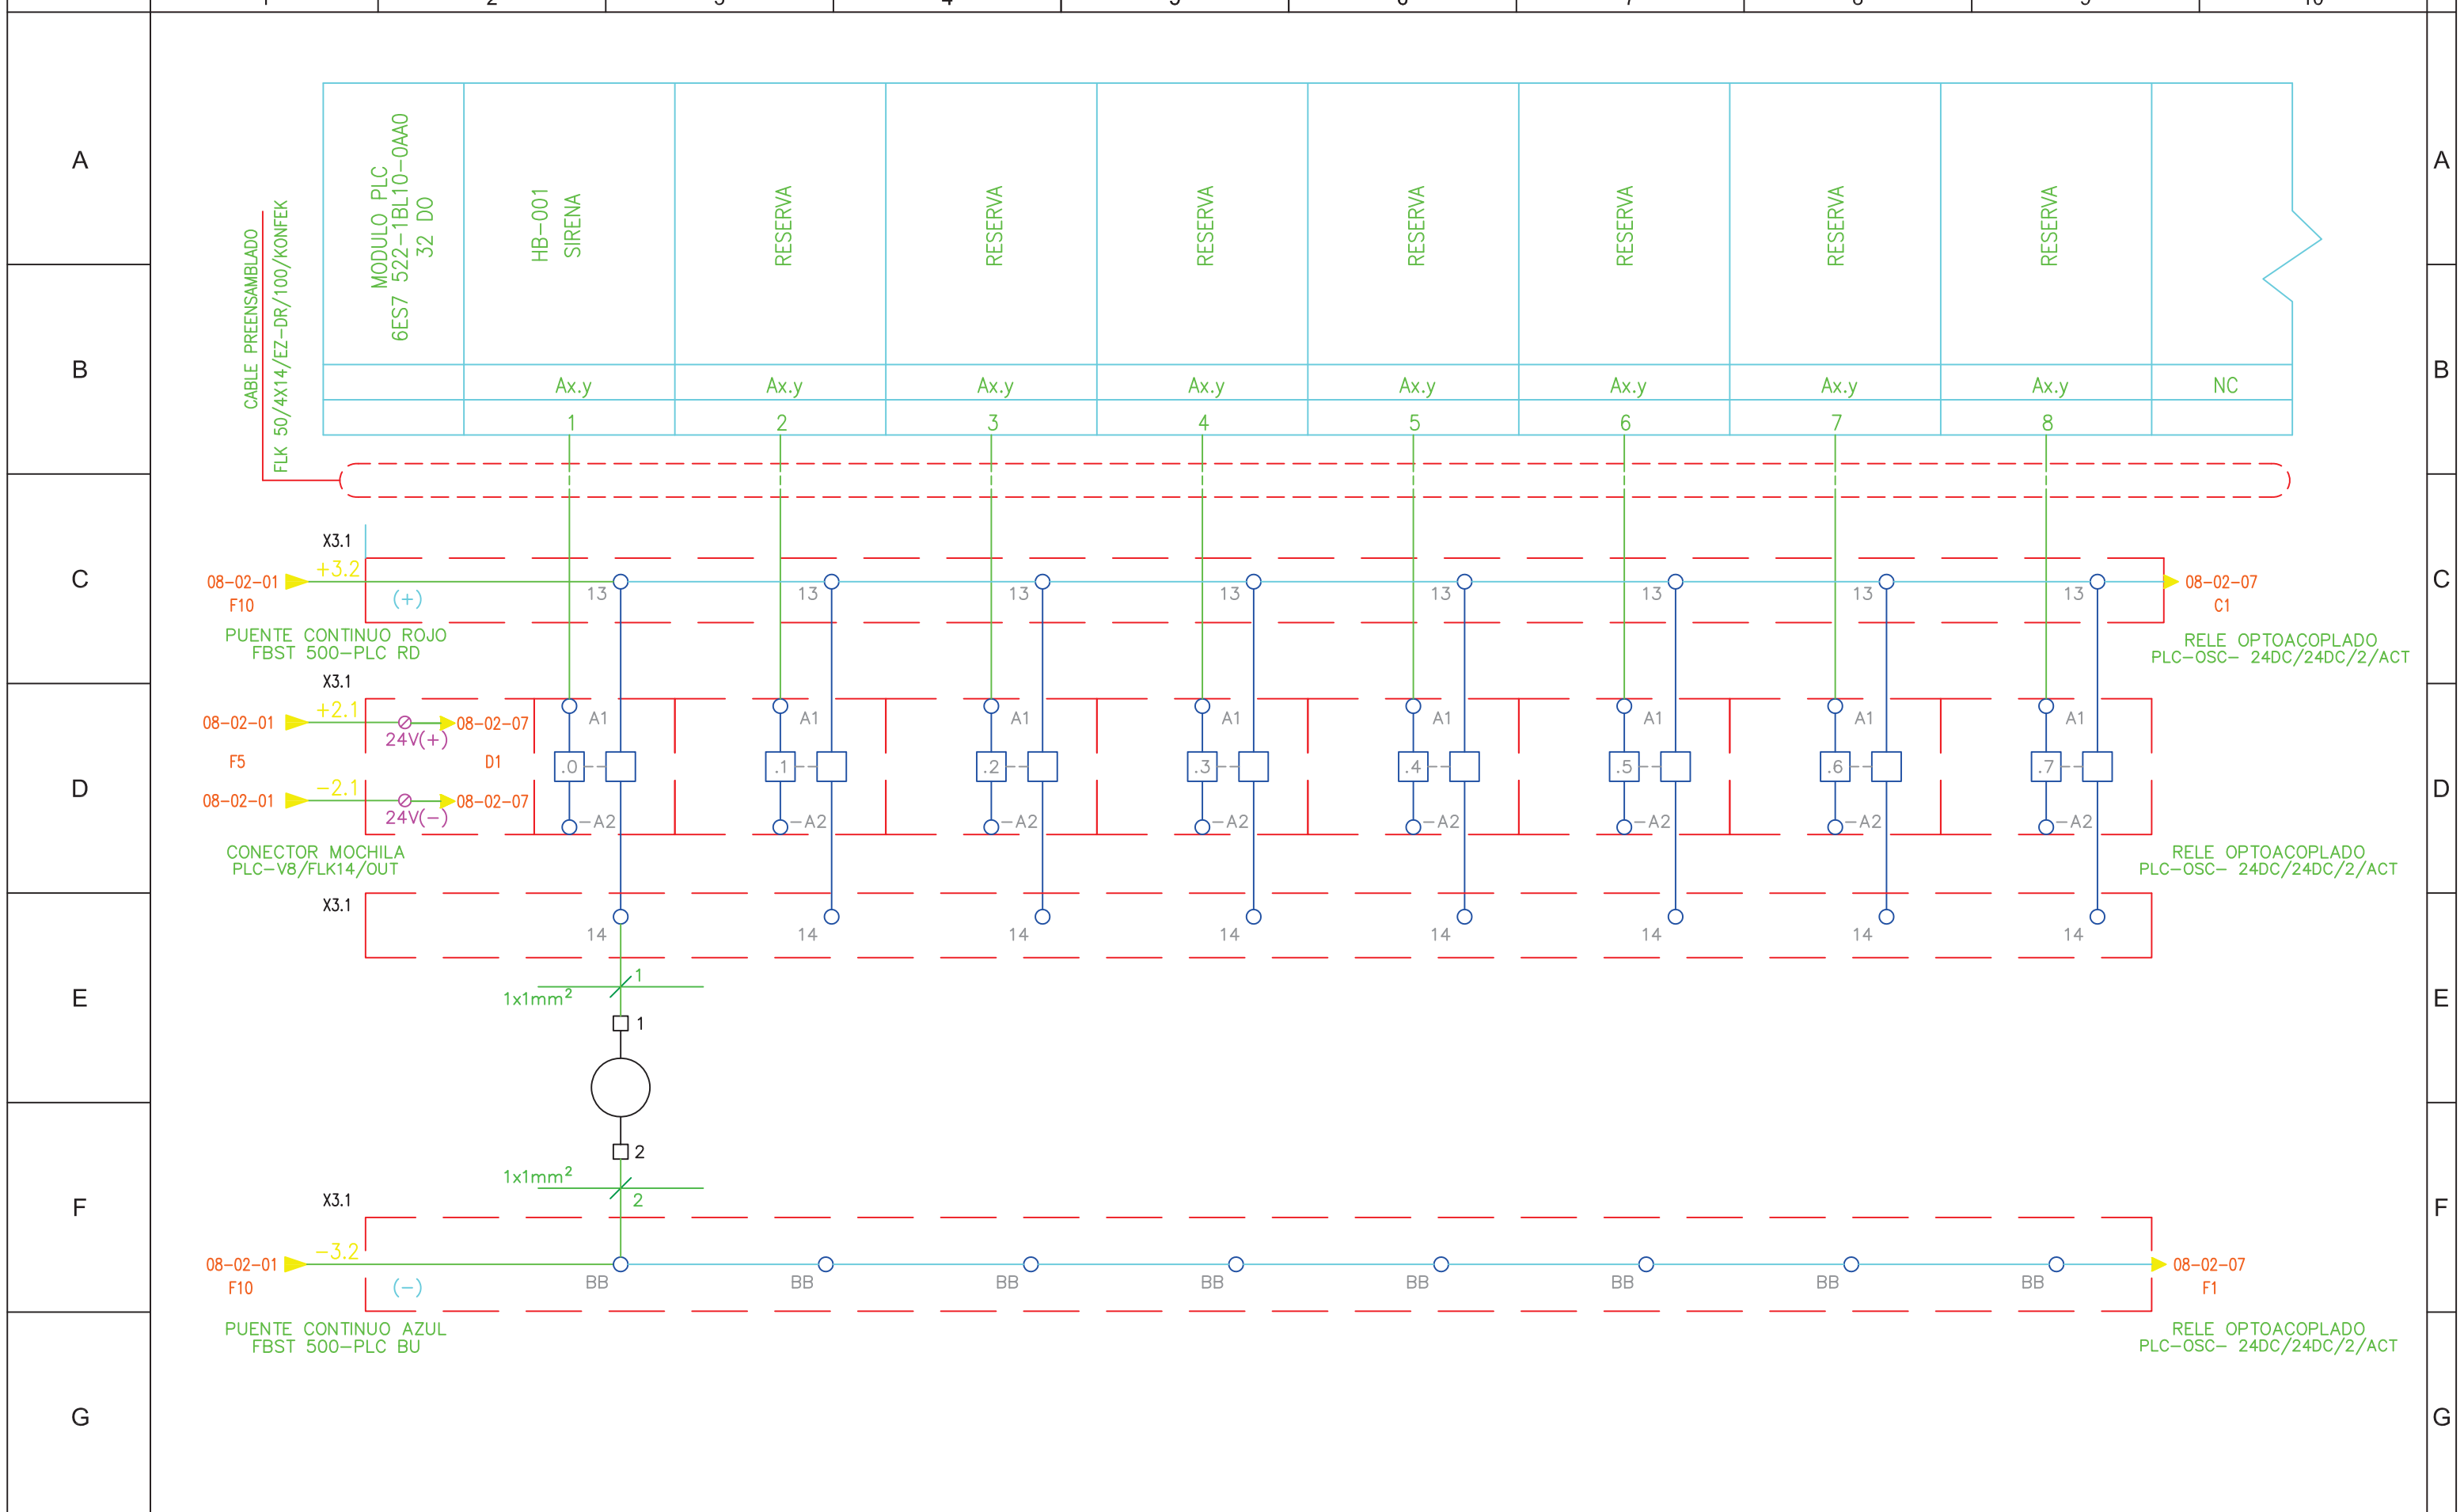 1 2 3 4 5 6 7 8 9 10
A A
B B
C C
D D
E E
F F
G G
CABLE PREENSAMBLADO
FLK 50/4X14/EZ-DR/100/KONFEK
MODULO PLC
6ES7 522-1BL10-0AA0
32 DO
HB-001
SIRENA
RESERVA
RESERVA
RESERVA
RESERVA
RESERVA
RESERVA
RESERVA
Ax.y Ax.y Ax.y Ax.y Ax.y Ax.y Ax.y Ax.y NC
1 2 3 4 5 6 7 8
X3.1
08-02-01 +3.2
F10
(+)
13 13 13 13 13 13 13 13
08-02-07
C1
PUENTE CONTINUO ROJO
FBST 500-PLC RD
RELE OPTOACOPLADO
PLC-OSC- 24DC/24DC/2/ACT
X3.1
08-02-01 +2.1 08-02-07
24V(+)
A1 A1 A1 A1 A1 A1 A1 A1
F5 D1
.0 .1 .2 .3 .4 .5 .6 .7
08-02-01 -2.1 08-02-07
24V(-)
-A2 -A2 -A2 -A2 -A2 -A2 -A2 -A2
CONECTOR MOCHILA
PLC-V8/FLK14/OUT
RELE OPTOACOPLADO
PLC-OSC- 24DC/24DC/2/ACT
X3.1
14 14 14 14 14 14 14 14
1
1x1mm²
1
2
1x1mm²
2
X3.1
08-02-01 -3.2
F10
(-)
BB BB BB BB BB BB BB BB
08-02-07
F1
PUENTE CONTINUO AZUL
FBST 500-PLC BU
RELE OPTOACOPLADO
PLC-OSC- 24DC/24DC/2/ACT